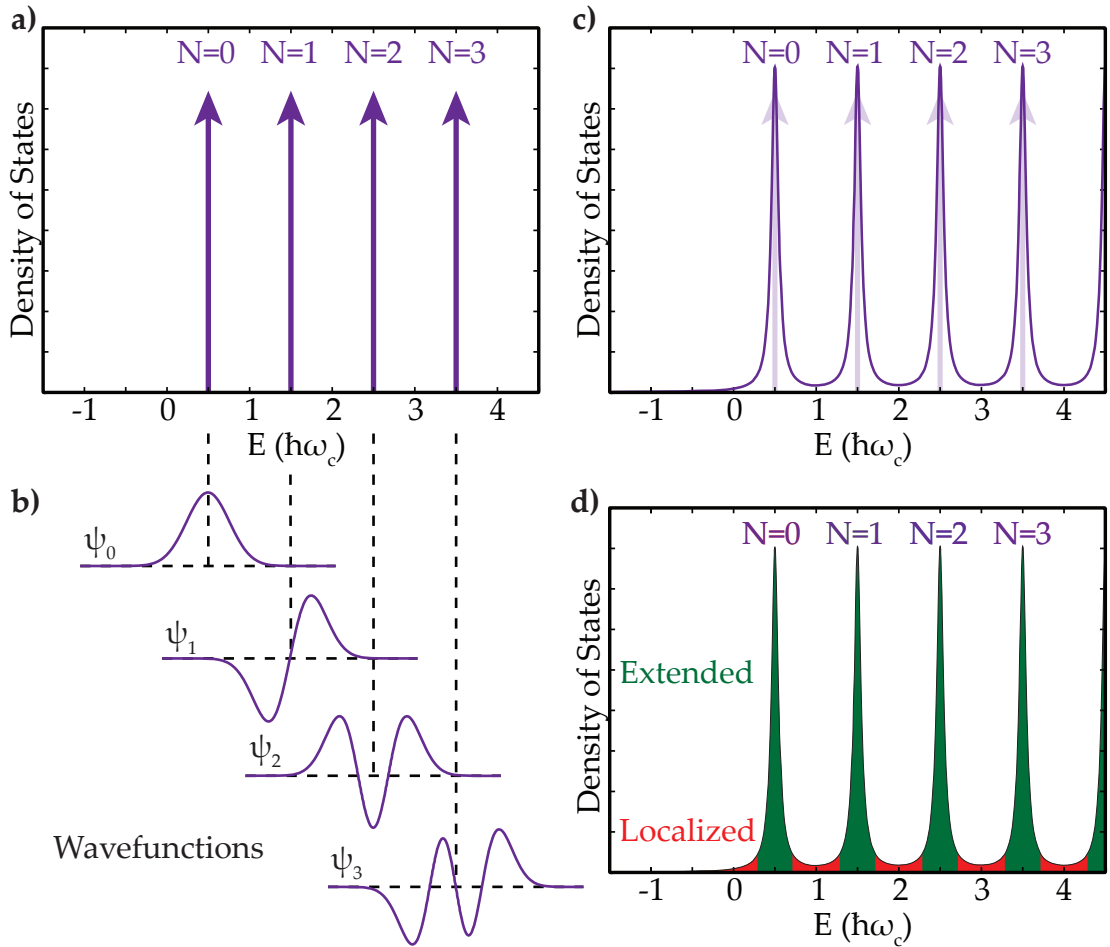 a)
N=0 N=1 N=2 N=3
Density of States
-1 0 1 2 3 4
E (ħω_c)
b)
ψ_0
ψ_1
ψ_2
ψ_3
Wavefunctions
c)
N=0 N=1 N=2 N=3
Density of States
-1 0 1 2 3 4
E (ħω_c)
d)
N=0 N=1 N=2 N=3
Density of States
Extended
Localized
-1 0 1 2 3 4
E (ħω_c)